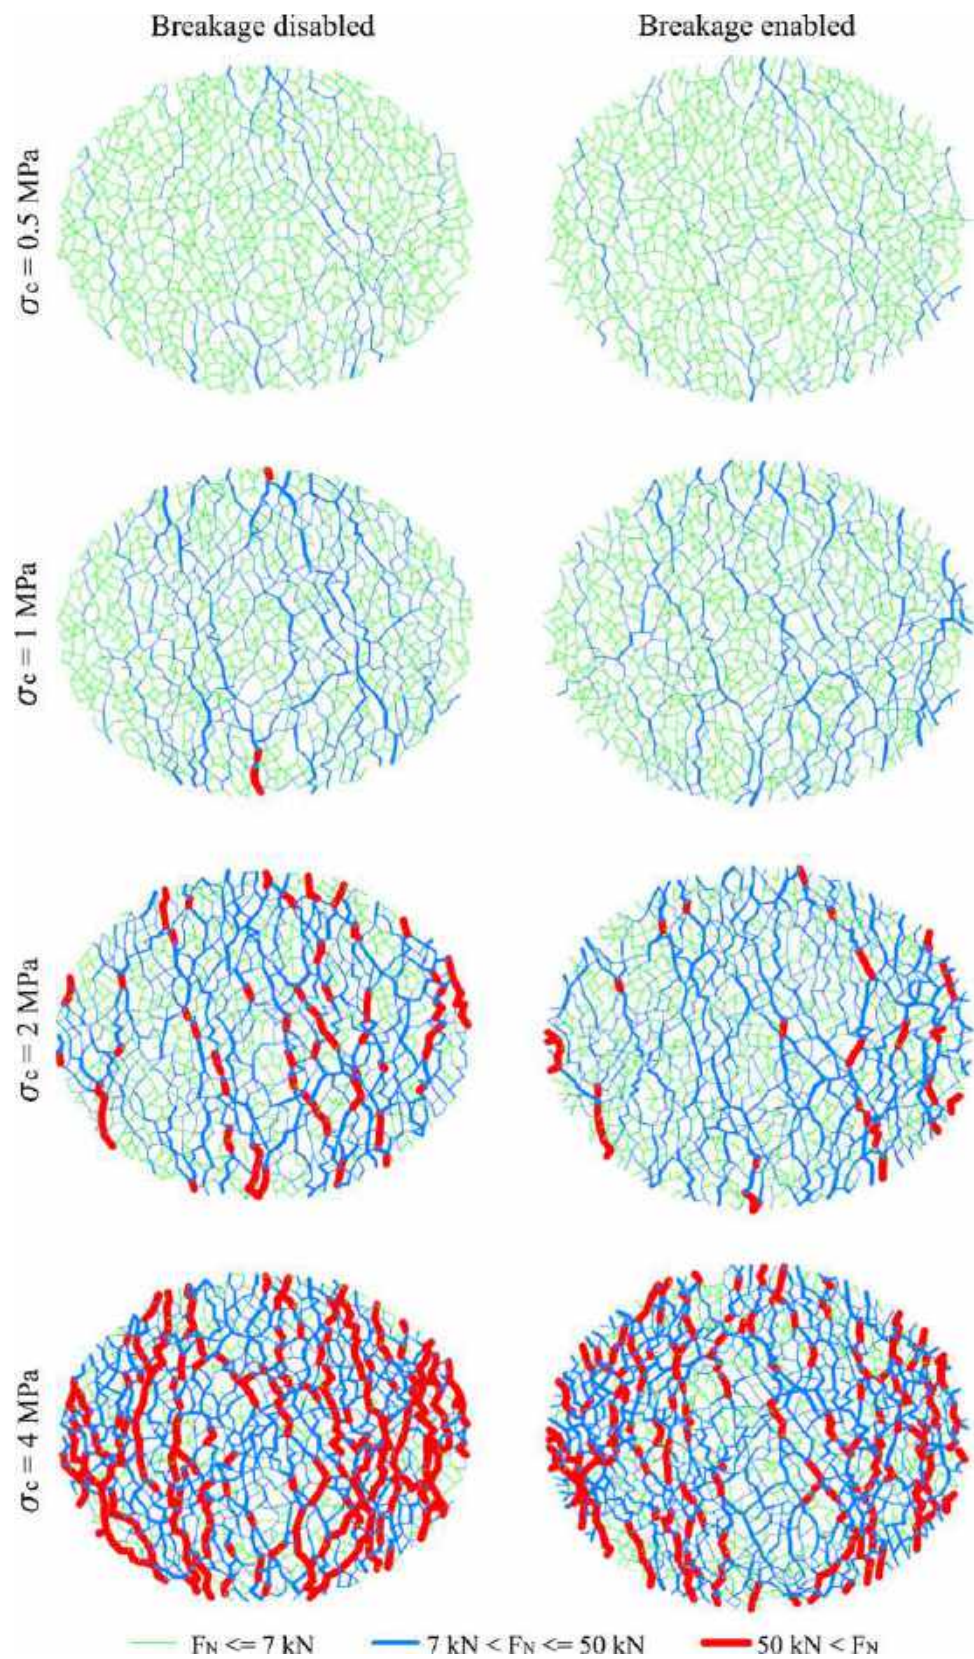 Breakage disabled Breakage enabled
σc = 0.5 MPa
σc = 1 MPa
σc = 2 MPa
σc = 4 MPa
FN <= 7 kN 7 kN < FN <= 50 kN 50 kN < FN